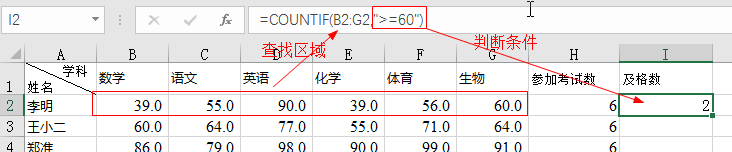 I2 =COUNTIF(B2:G2,">=60")
查找区域 判断条件
A B C D E F G H I
1 学科 姓名 数学 语文 英语 化学 体育 生物 参加考试数 及格数
2 李明 39.0 55.0 90.0 39.0 56.0 60.0 6 2
3 王小二 60.0 64.0 77.0 55.0 71.0 64.0 6
4 郑准 86.0 79.0 98.0 90.0 99.0 91.0 6